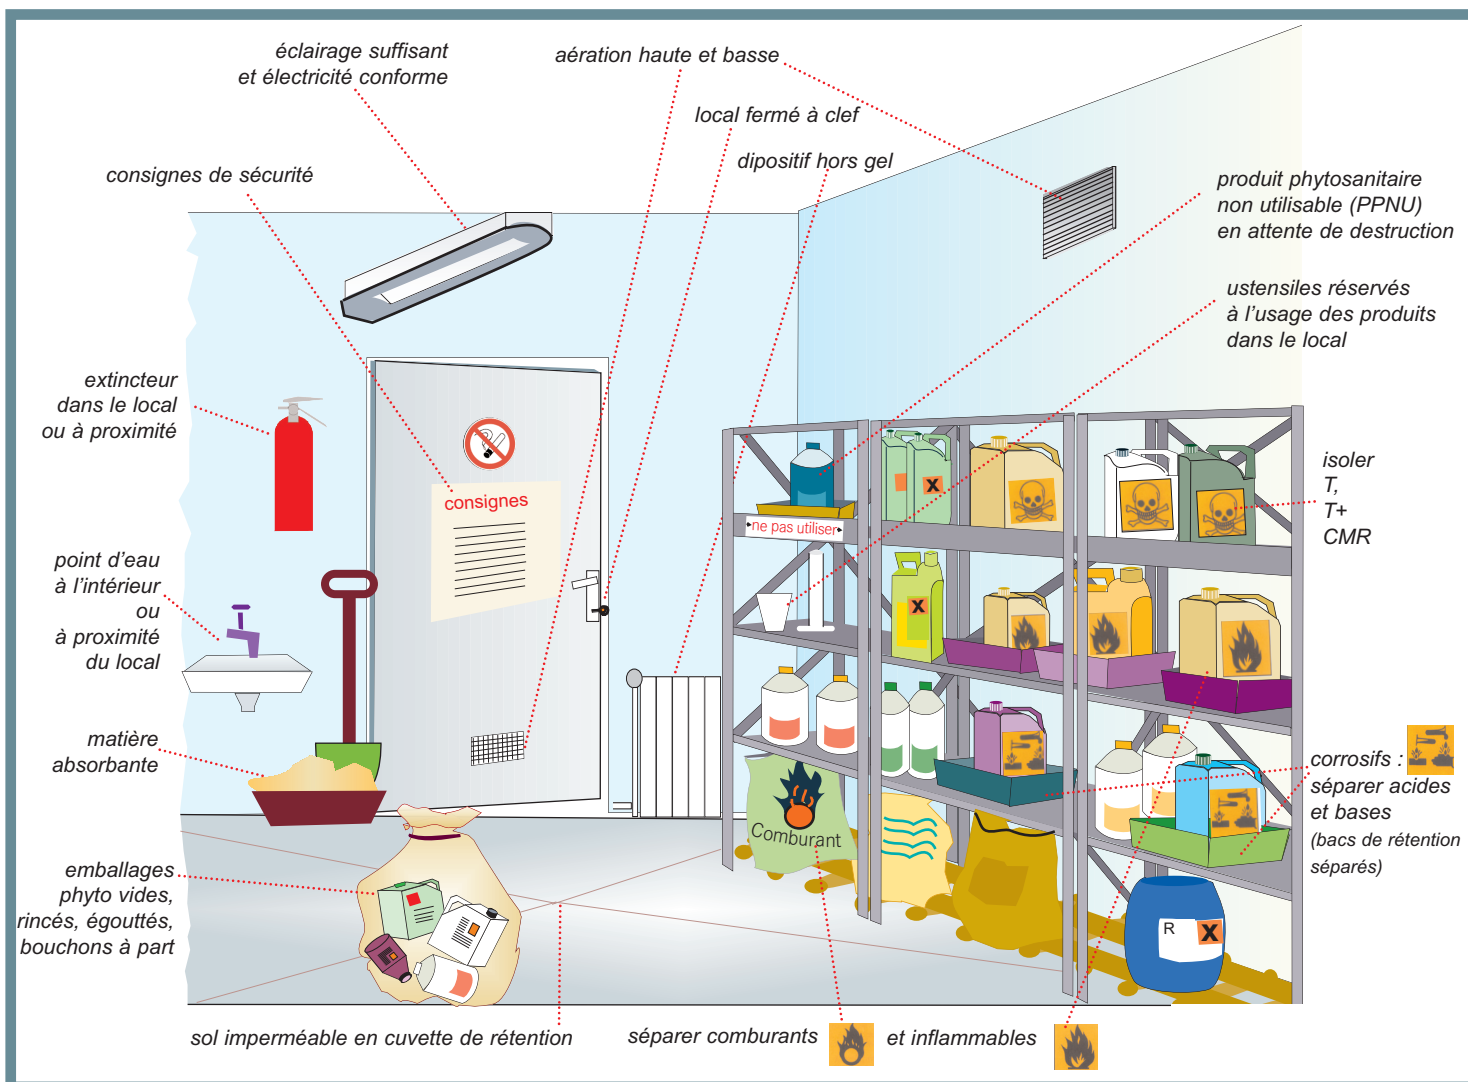 éclairage suffisant
et électricité conforme
aération haute et basse
local fermé à clef
dipositif hors gel
consignes de sécurité
produit phytosanitaire
non utilisable (PPNU)
en attente de destruction
ustensiles réservés
à l'usage des produits
dans le local
extincteur
dans le local
ou à proximité
isoler
T,
T+
CMR
consignes
ne pas utiliser
X
X
point d'eau
à l'intérieur
ou
à proximité
du local
matière
absorbante
corrosifs :
séparer acides
et bases
(bacs de rétention
séparés)
Comburant
emballages
phyto vides,
rincés, égouttés,
bouchons à part
R
X
sol imperméable en cuvette de rétention
séparer comburants
et inflammables